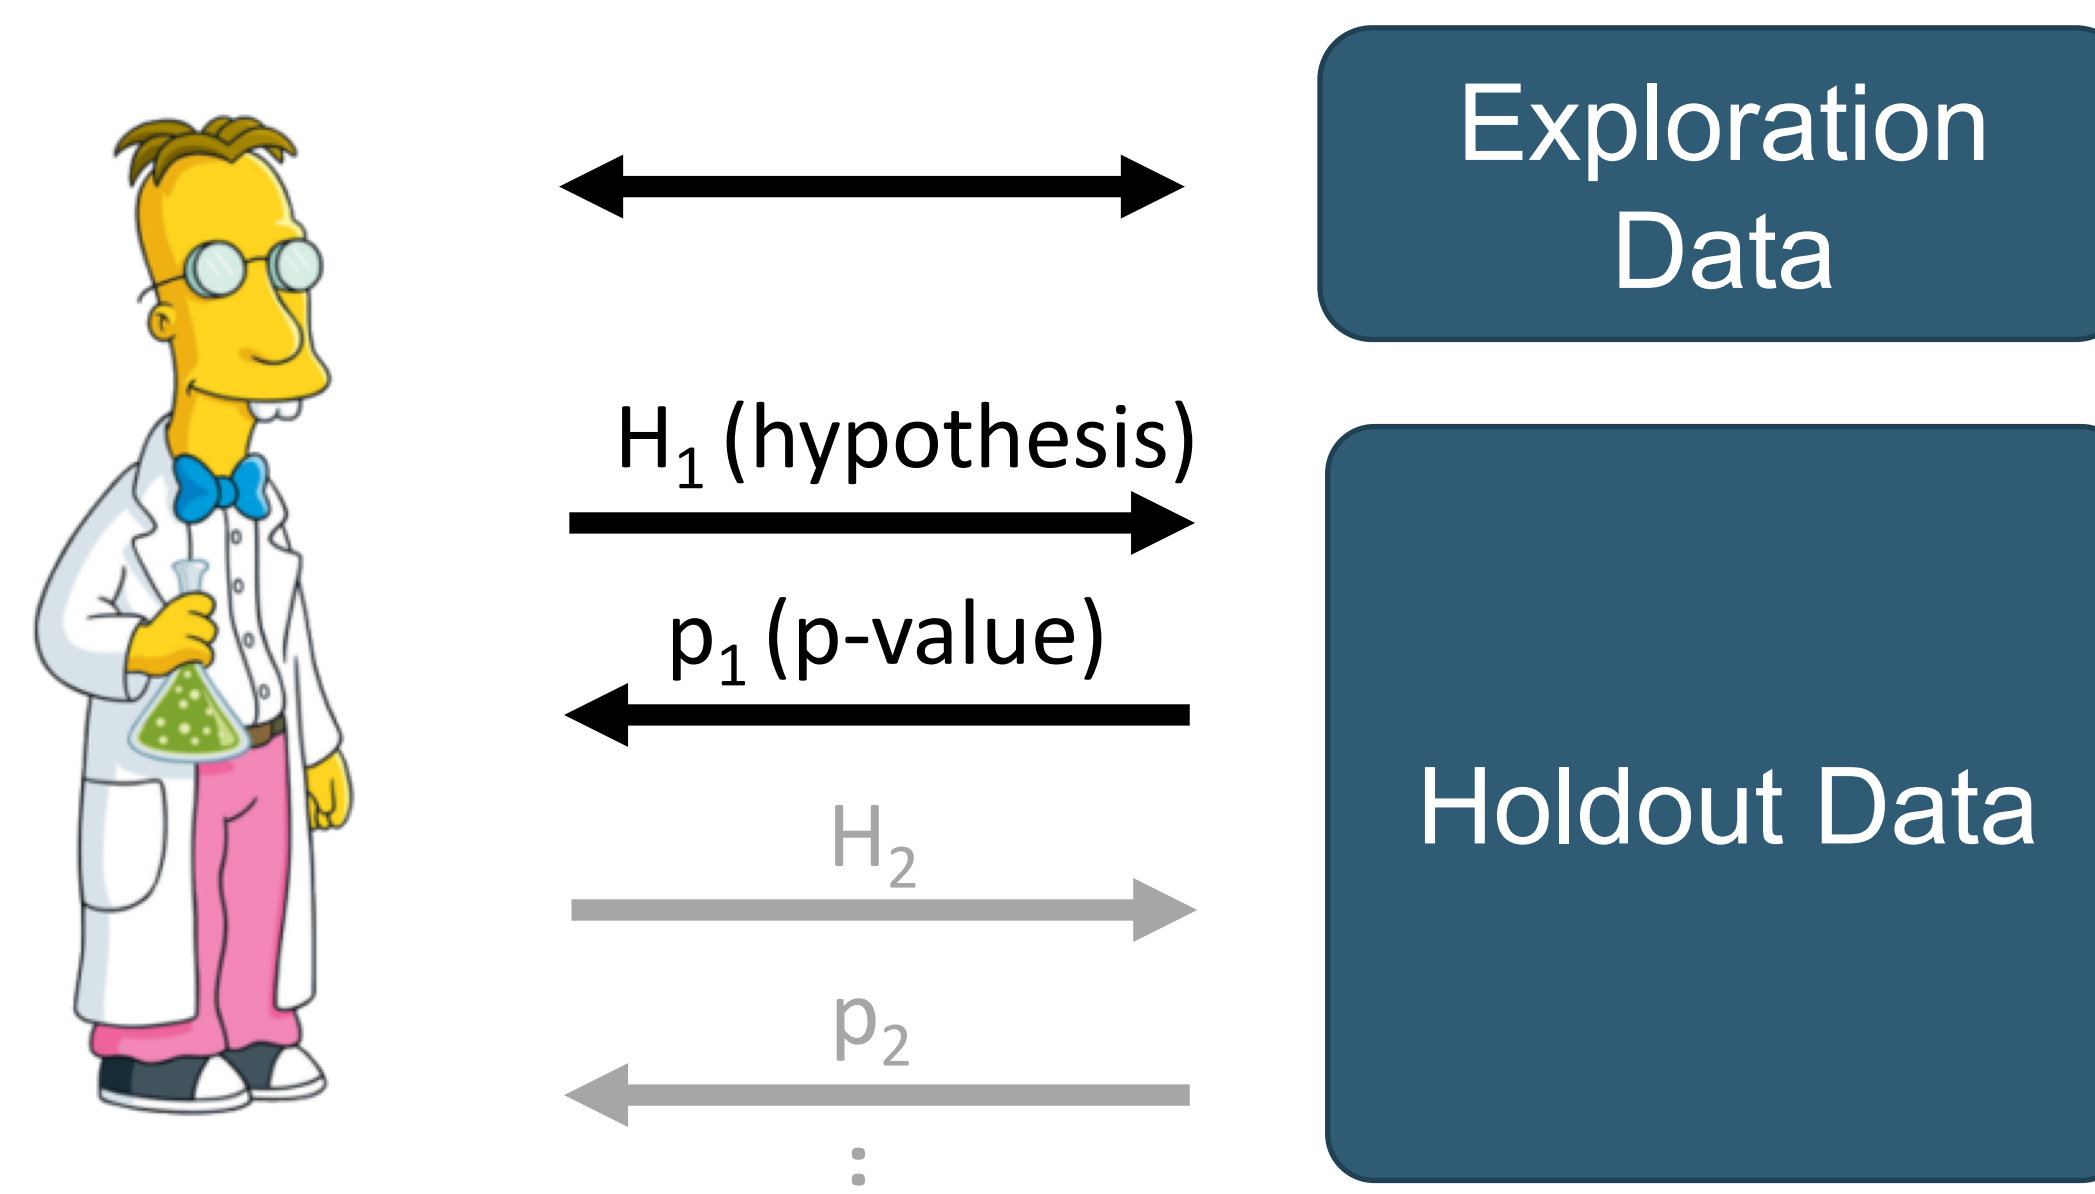 Exploration
Data
H₁ (hypothesis)
p₁ (p-value)
H₂
p₂
:
Holdout Data